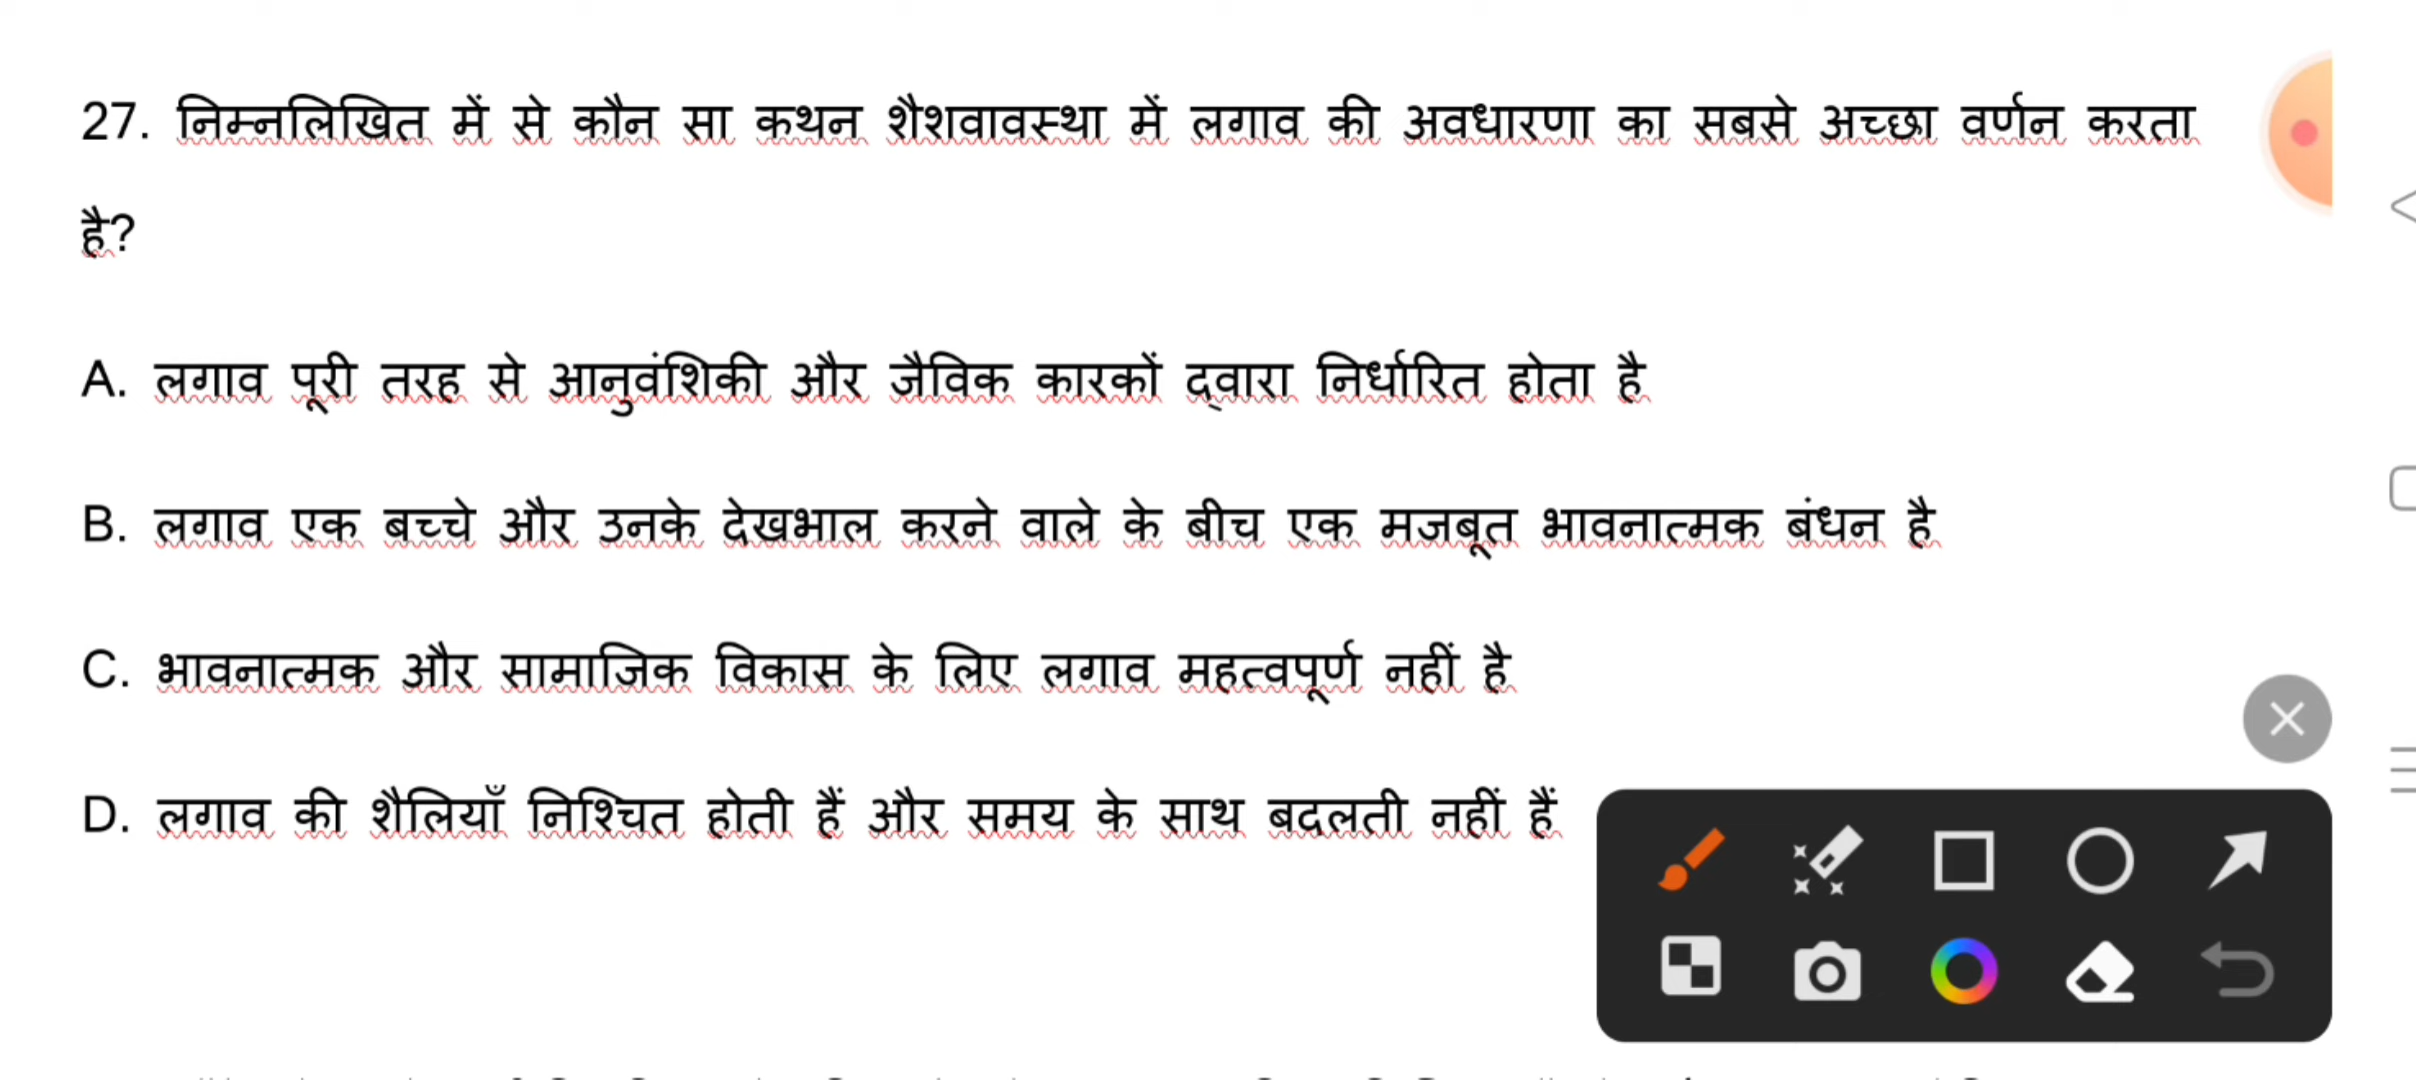 27. निम्नलिखित में से कौन सा कथन शैशवावस्था में लगाव की अवधारणा का सबसे अच्छा वर्णन करता
है?
A. लगाव पूरी तरह से आनुवंशिकी और जैविक कारकों द्वारा निर्धारित होता है
B. लगाव एक बच्चे और उनके देखभाल करने वाले के बीच एक मजबूत भावनात्मक बंधन है
C. भावनात्मक और सामाजिक विकास के लिए लगाव महत्वपूर्ण नहीं है
D. लगाव की शैलियाँ निश्चित होती हैं और समय के साथ बदलती नहीं हैं